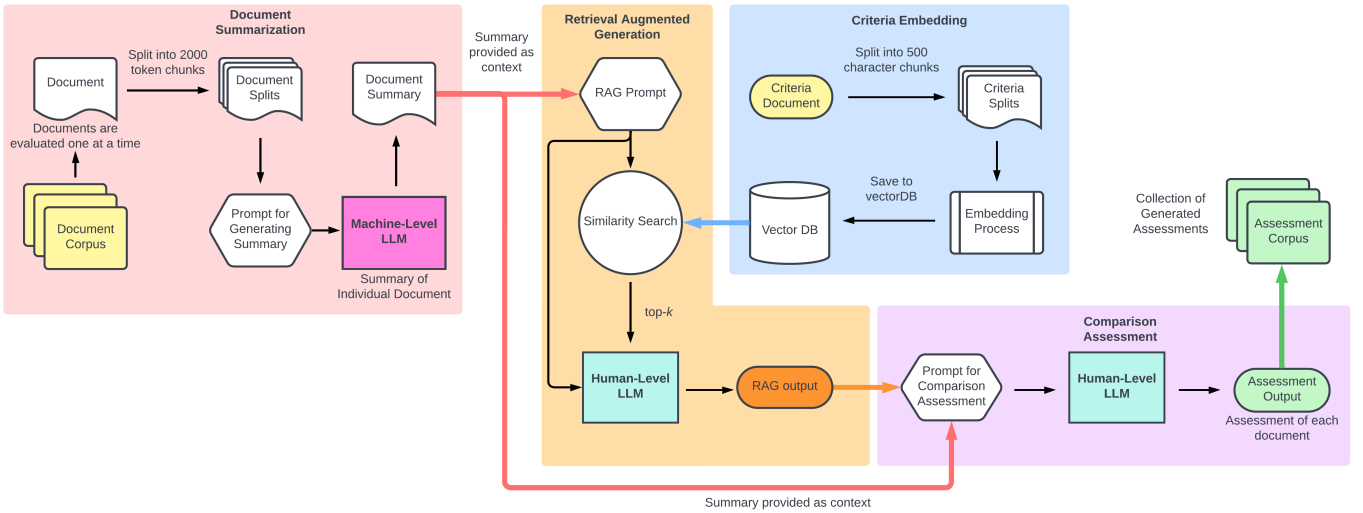 Document
Summarization
Document
Split into 2000
token chunks
Document
Splits
Document
Summary
Documents are
evaluated one at a time
Document
Corpus
Prompt for
Generating
Summary
Machine-Level
LLM
Summary of
Individual Document
Summary
provided as
context
Retrieval Augmented
Generation
RAG Prompt
Similarity Search
top-k
Human-Level
LLM
RAG output
Criteria Embedding
Criteria
Document
Split into 500
character chunks
Criteria
Splits
Embedding
Process
Save to
vectorDB
Vector DB
Comparison
Assessment
Prompt for
Comparison
Assessment
Human-Level
LLM
Assessment
Output
Assessment of each
document
Collection of
Generated
Assessments
Assessment
Corpus
Summary provided as context